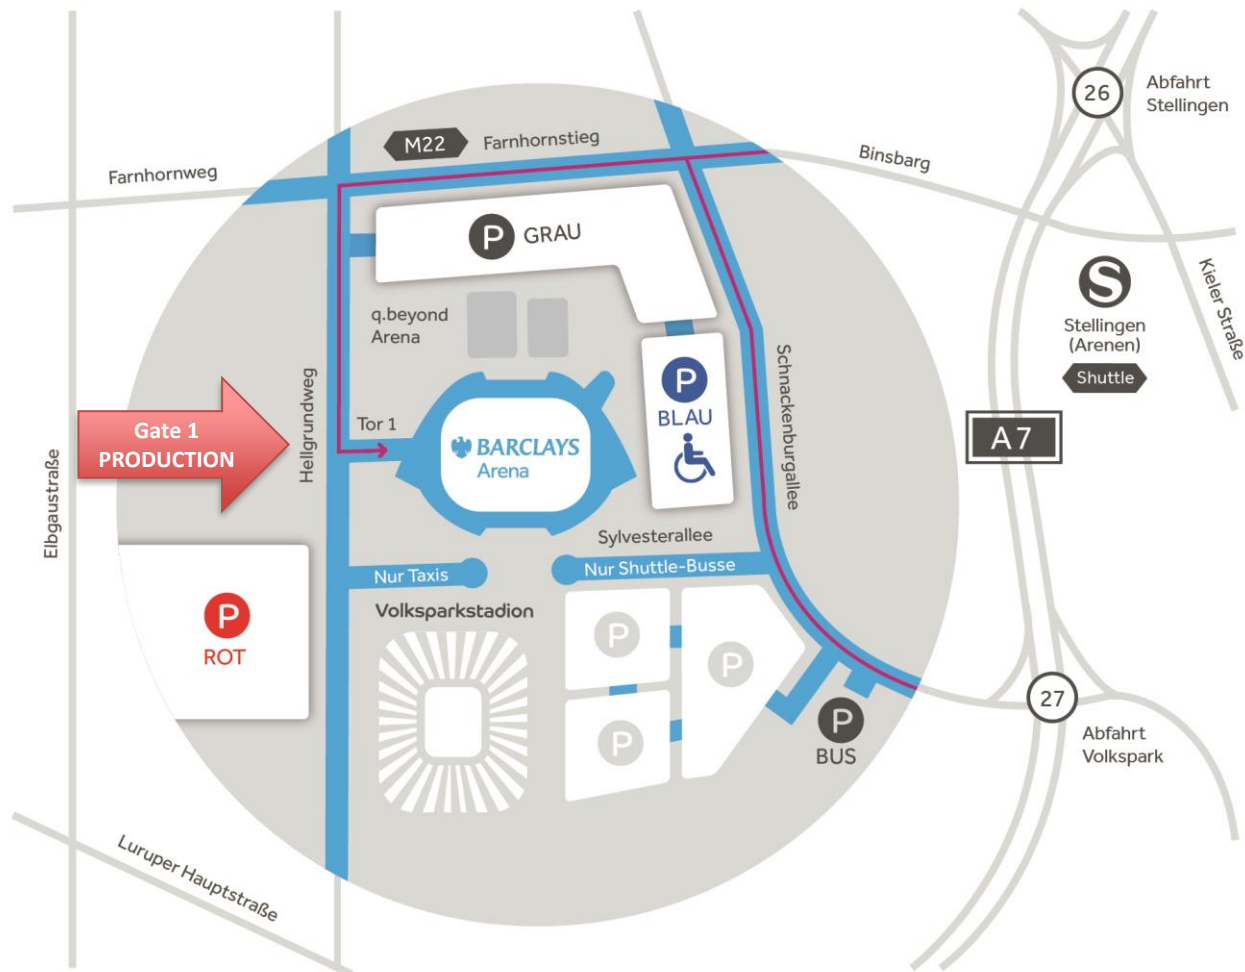 26
Abfahrt
Stellingen
M22
Farnhornstieg
Binsbarg
Farnhornweg
P
GRAU
S
Stellingen
(Arenen)
Shuttle
Kieler Straße
q.beyond
Arena
P
BLAU
Schnackenburgallee
Hellgrundweg
Gate 1
PRODUCTION
Tor 1
BARCLAYS
Arena
A7
Elbgaustraße
Sylvesterallee
Nur Taxis
Nur Shuttle-Busse
Volksparkstadion
P
ROT
P
P
P
P
BUS
27
Abfahrt
Volkspark
Luruper Hauptstraße